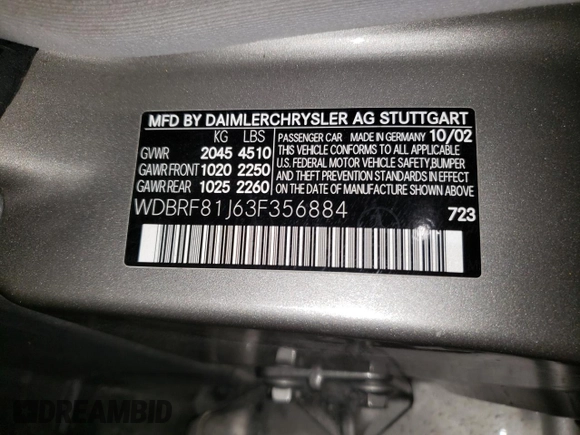 MFD BY DAIMLERCHRYSLER AG STUTTGART
KG LBS
GVWR 2045 4510
GAWR FRONT 1020 2250
GAWR REAR 1025 2260
PASSENGER CAR MADE IN GERMANY 10/02
THIS VEHICLE CONFORMS TO ALL APPLICABLE
U.S. FEDERAL MOTOR VEHICLE SAFETY, BUMPER
AND THEFT PREVENTION STANDARDS IN
EFFECT ON THE DATE OF MANUFACTURE ABOVE.
WDBRF81J63F356884
723
DREAMBID